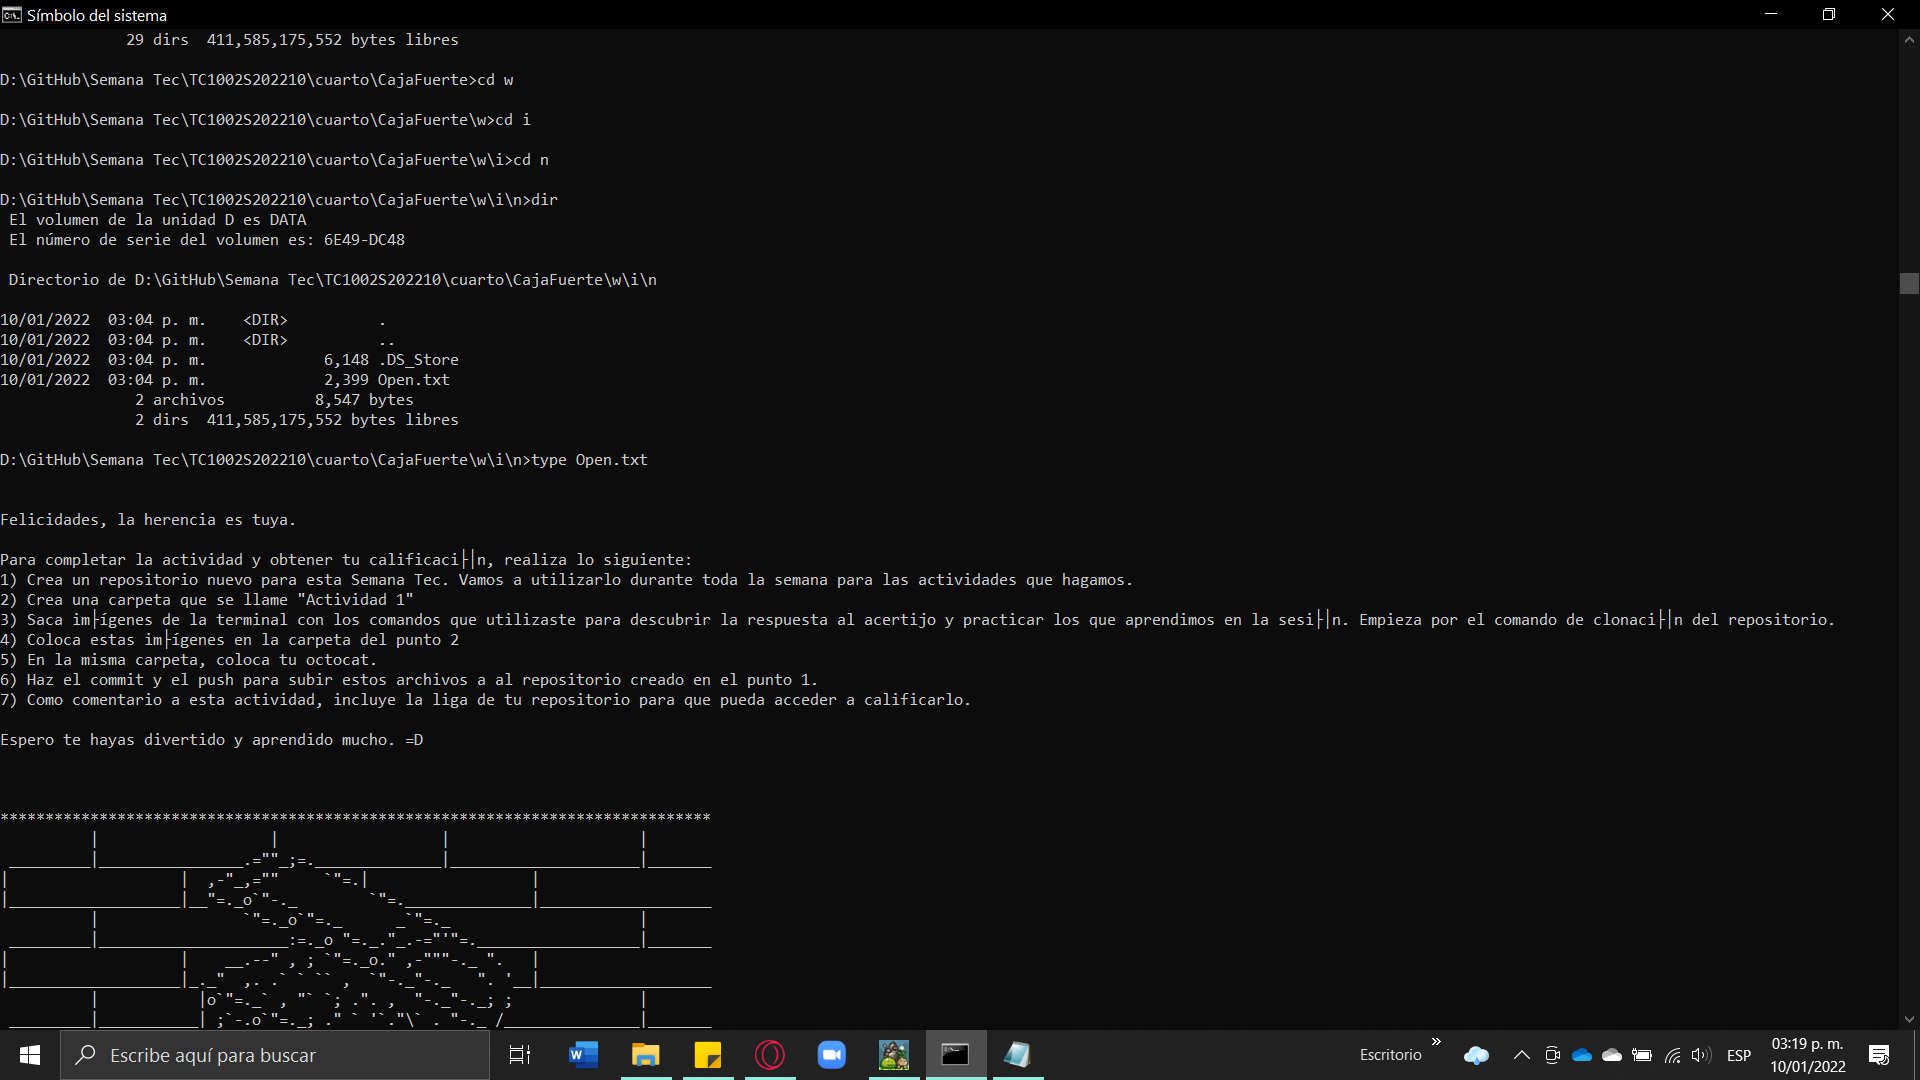 Símbolo del sistema
29 dirs  411,585,175,552 bytes libres
D:\GitHub\Semana Tec\TC1002S202210\cuarto\CajaFuerte>cd w
D:\GitHub\Semana Tec\TC1002S202210\cuarto\CajaFuerte\w>cd i
D:\GitHub\Semana Tec\TC1002S202210\cuarto\CajaFuerte\w\i>cd n
D:\GitHub\Semana Tec\TC1002S202210\cuarto\CajaFuerte\w\i\n>dir
El volumen de la unidad D es DATA
El número de serie del volumen es: 6E49-DC48
Directorio de D:\GitHub\Semana Tec\TC1002S202210\cuarto\CajaFuerte\w\i\n
10/01/2022  03:04 p. m.    <DIR>          .
10/01/2022  03:04 p. m.    <DIR>          ..
10/01/2022  03:04 p. m.             6,148 .DS_Store
10/01/2022  03:04 p. m.             2,399 Open.txt
2 archivos          8,547 bytes
2 dirs  411,585,175,552 bytes libres
D:\GitHub\Semana Tec\TC1002S202210\cuarto\CajaFuerte\w\i\n>type Open.txt
Felicidades, la herencia es tuya.
Para completar la actividad y obtener tu calificaci├│n, realiza lo siguiente:
1) Crea un repositorio nuevo para esta Semana Tec. Vamos a utilizarlo durante toda la semana para las actividades que hagamos.
2) Crea una carpeta que se llame "Actividad 1"
3) Saca im├ígenes de la terminal con los comandos que utilizaste para descubrir la respuesta al acertijo y practicar los que aprendimos en la sesi├│n. Empieza por el comando de clonaci├│n del repositorio.
4) Coloca estas im├ígenes en la carpeta del punto 2
5) En la misma carpeta, coloca tu octocat.
6) Haz el commit y el push para subir estos archivos a al repositorio creado en el punto 1.
7) Como comentario a esta actividad, incluye la liga de tu repositorio para que pueda acceder a calificarlo.
Espero te hayas divertido y aprendido mucho. =D
Escribe aquí para buscar
Escritorio
ESP
03:19 p. m.
10/01/2022